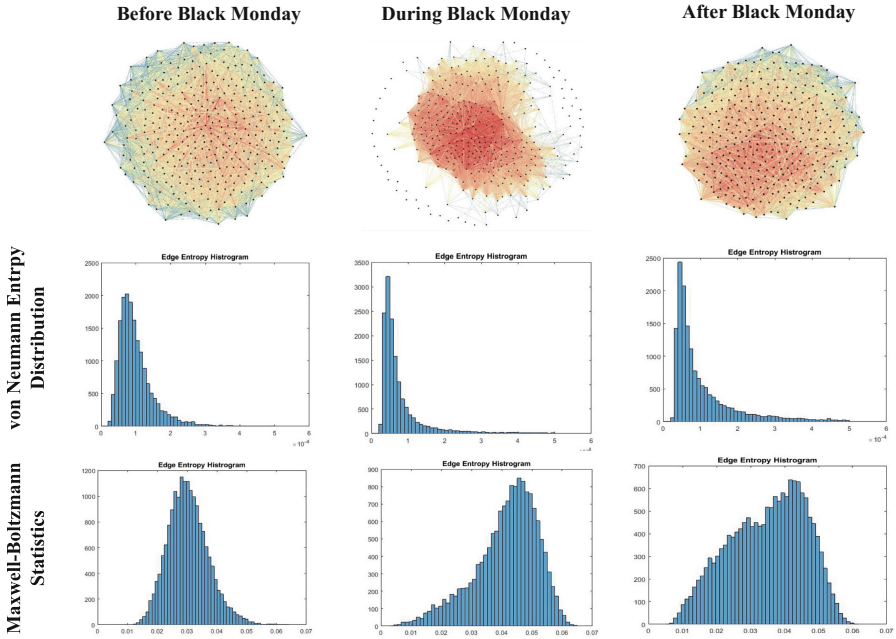 Before Black Monday
During Black Monday
After Black Monday
von Neumann Entrpy
Distribution
Edge Entropy Histrogram
2500
2000
1500
1000
500
0
0 1 2 3 4 5 6
×10⁻⁴
Edge Entropy Histrogram
3500
3000
2500
2000
1500
1000
500
0
0 1 2 3 4 5 6
Edge Entropy Histrogram
2500
2000
1500
1000
500
0
0 1 2 3 4 5 6
×10⁻⁴
Maxwell-Boltzmann
Statistics
Edge Entropy Histrogram
1200
1000
800
600
400
200
0
0 0.01 0.02 0.03 0.04 0.05 0.06 0.07
Edge Entropy Histrogram
900
800
700
600
500
400
300
200
100
0
0 0.01 0.02 0.03 0.04 0.05 0.06 0.07
Edge Entropy Histrogram
700
600
500
400
300
200
100
0
0 0.01 0.02 0.03 0.04 0.05 0.06 0.07